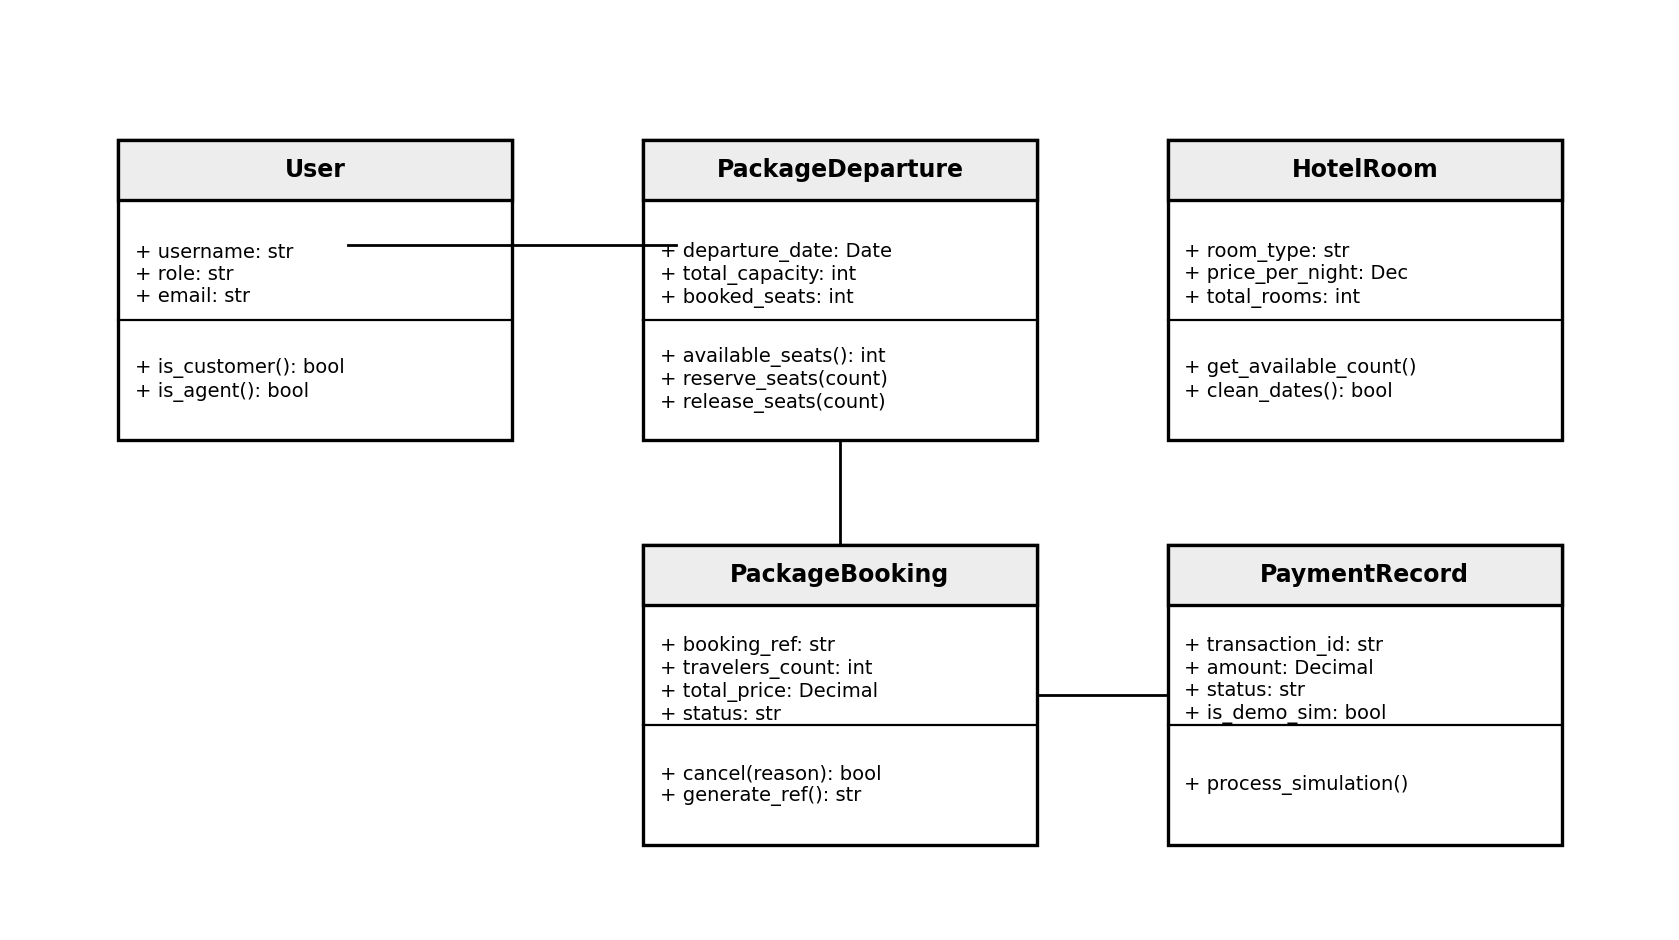 User
+ username: str
+ role: str
+ email: str
+ is_customer(): bool
+ is_agent(): bool
PackageDeparture
+ departure_date: Date
+ total_capacity: int
+ booked_seats: int
+ available_seats(): int
+ reserve_seats(count)
+ release_seats(count)
HotelRoom
+ room_type: str
+ price_per_night: Dec
+ total_rooms: int
+ get_available_count()
+ clean_dates(): bool
PackageBooking
+ booking_ref: str
+ travelers_count: int
+ total_price: Decimal
+ status: str
+ cancel(reason): bool
+ generate_ref(): str
PaymentRecord
+ transaction_id: str
+ amount: Decimal
+ status: str
+ is_demo_sim: bool
+ process_simulation()